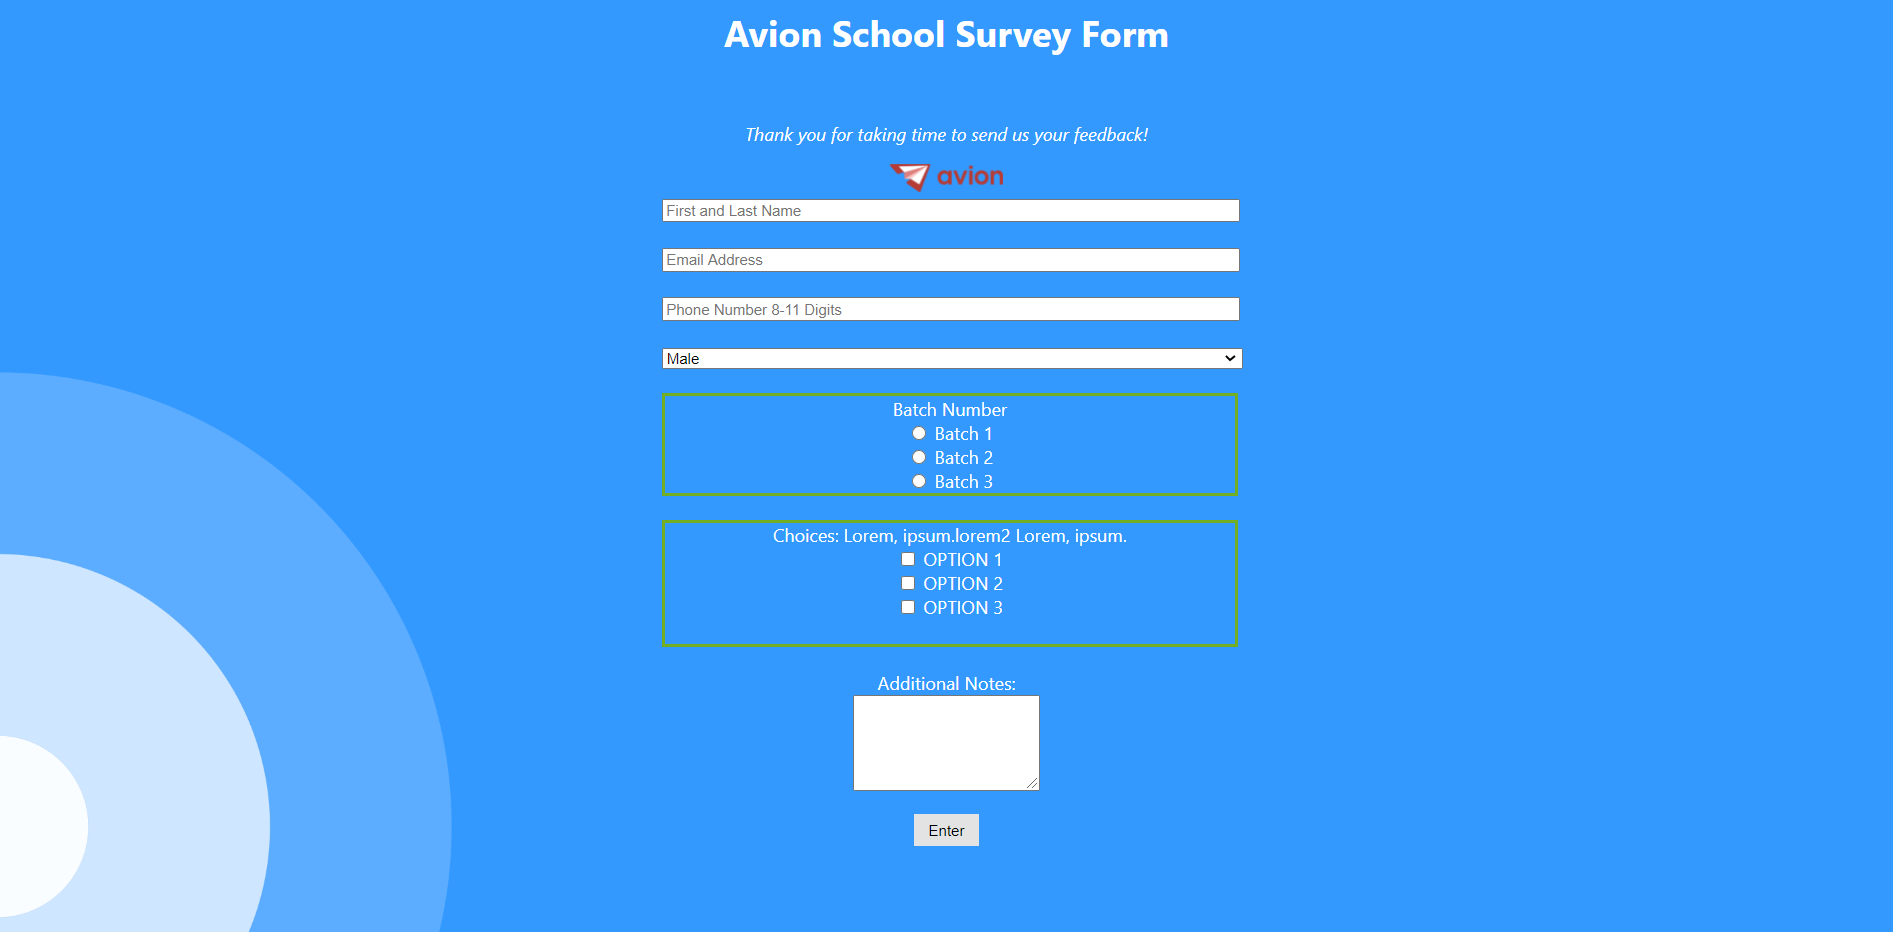 Avion School Survey Form
Thank you for taking time to send us your feedback!
avion
First and Last Name
Email Address
Phone Number 8-11 Digits
Male
Batch Number
Batch 1
Batch 2
Batch 3
Choices: Lorem, ipsum.lorem2 Lorem, ipsum.
OPTION 1
OPTION 2
OPTION 3
Additional Notes:
Enter